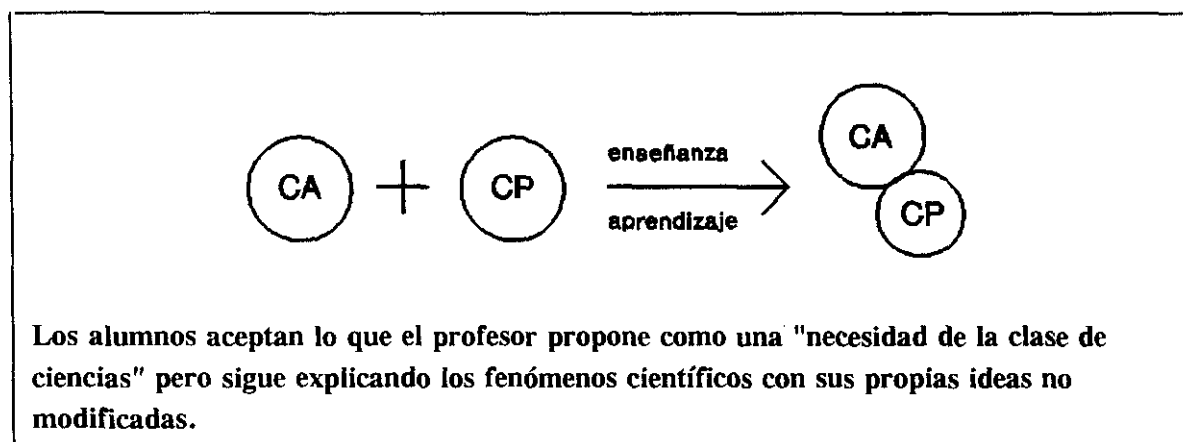 CA + CP
enseñanza
aprendizaje
CA
CP
Los alumnos aceptan lo que el profesor propone como una "necesidad de la clase de
ciencias" pero sigue explicando los fenómenos científicos con sus propias ideas no
modificadas.